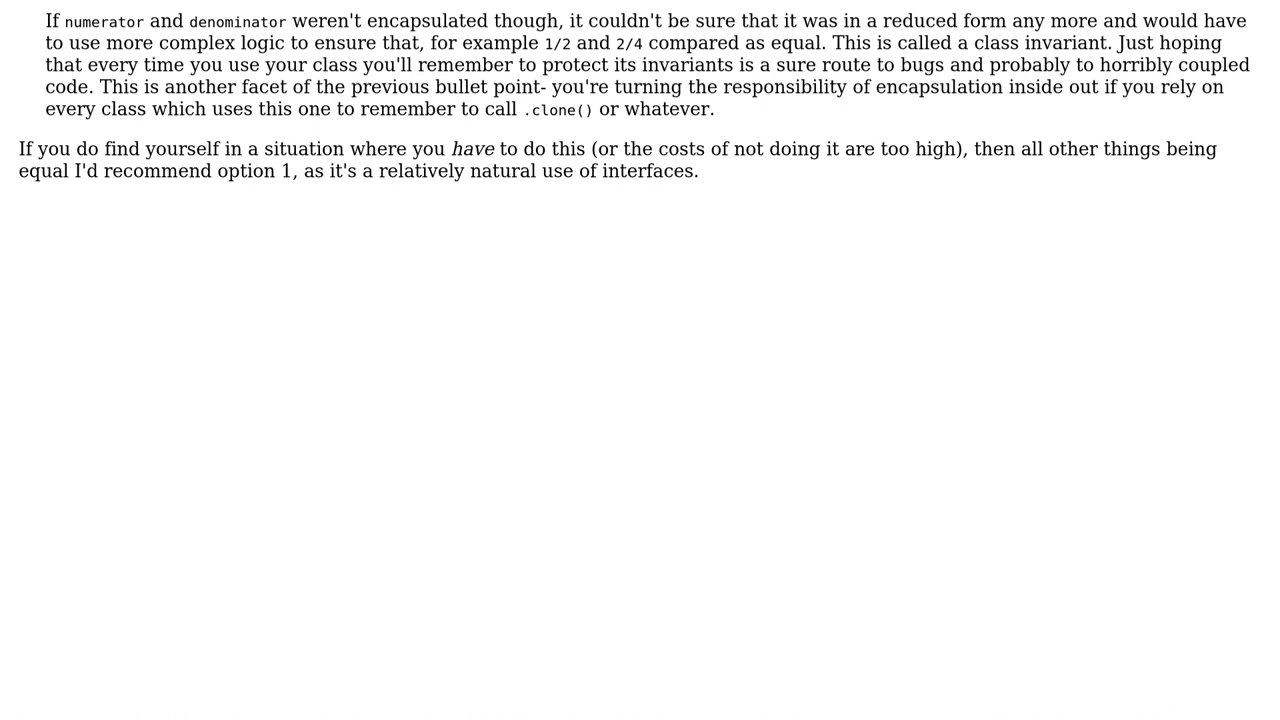 If numerator and denominator weren't encapsulated though, it couldn't be sure that it was in a reduced form any more and would have
to use more complex logic to ensure that, for example 1/2 and 2/4 compared as equal. This is called a class invariant. Just hoping
that every time you use your class you'll remember to protect its invariants is a sure route to bugs and probably to horribly coupled
code. This is another facet of the previous bullet point- you're turning the responsibility of encapsulation inside out if you rely on
every class which uses this one to remember to call .clone() or whatever.
If you do find yourself in a situation where you have to do this (or the costs of not doing it are too high), then all other things being
equal I'd recommend option 1, as it's a relatively natural use of interfaces.